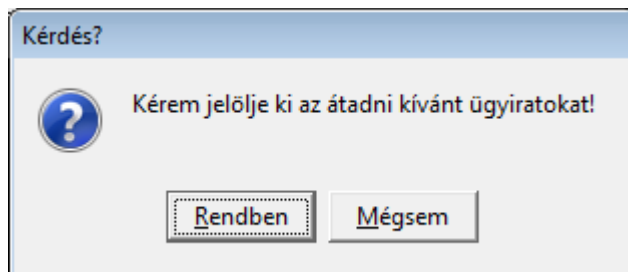 Kérdés?
Kérem jelölje ki az átadni kívánt ügyiratokat!
Rendben
Mégsem